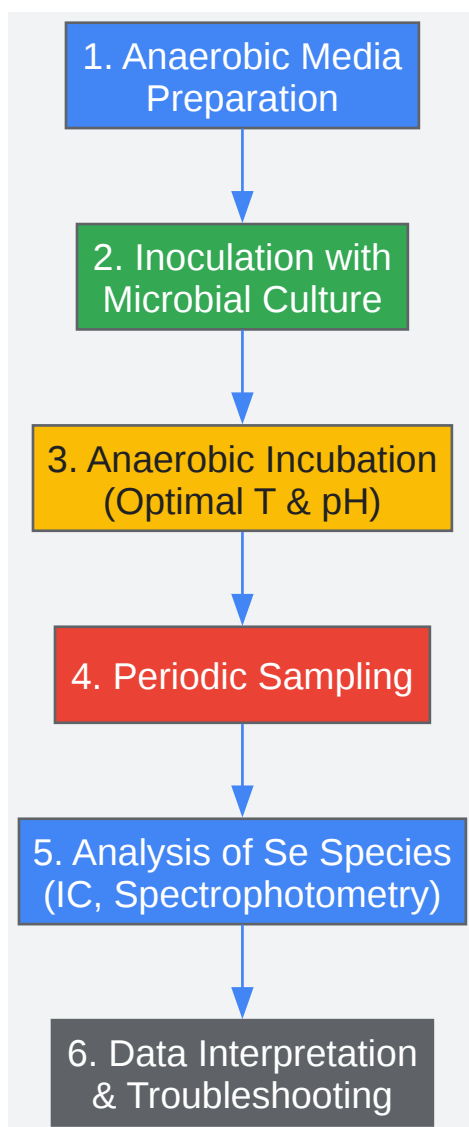 1. Anaerobic Media
Preparation
2. Inoculation with
Microbial Culture
3. Anaerobic Incubation
(Optimal T & pH)
4. Periodic Sampling
5. Analysis of Se Species
(IC, Spectrophotometry)
6. Data Interpretation
& Troubleshooting